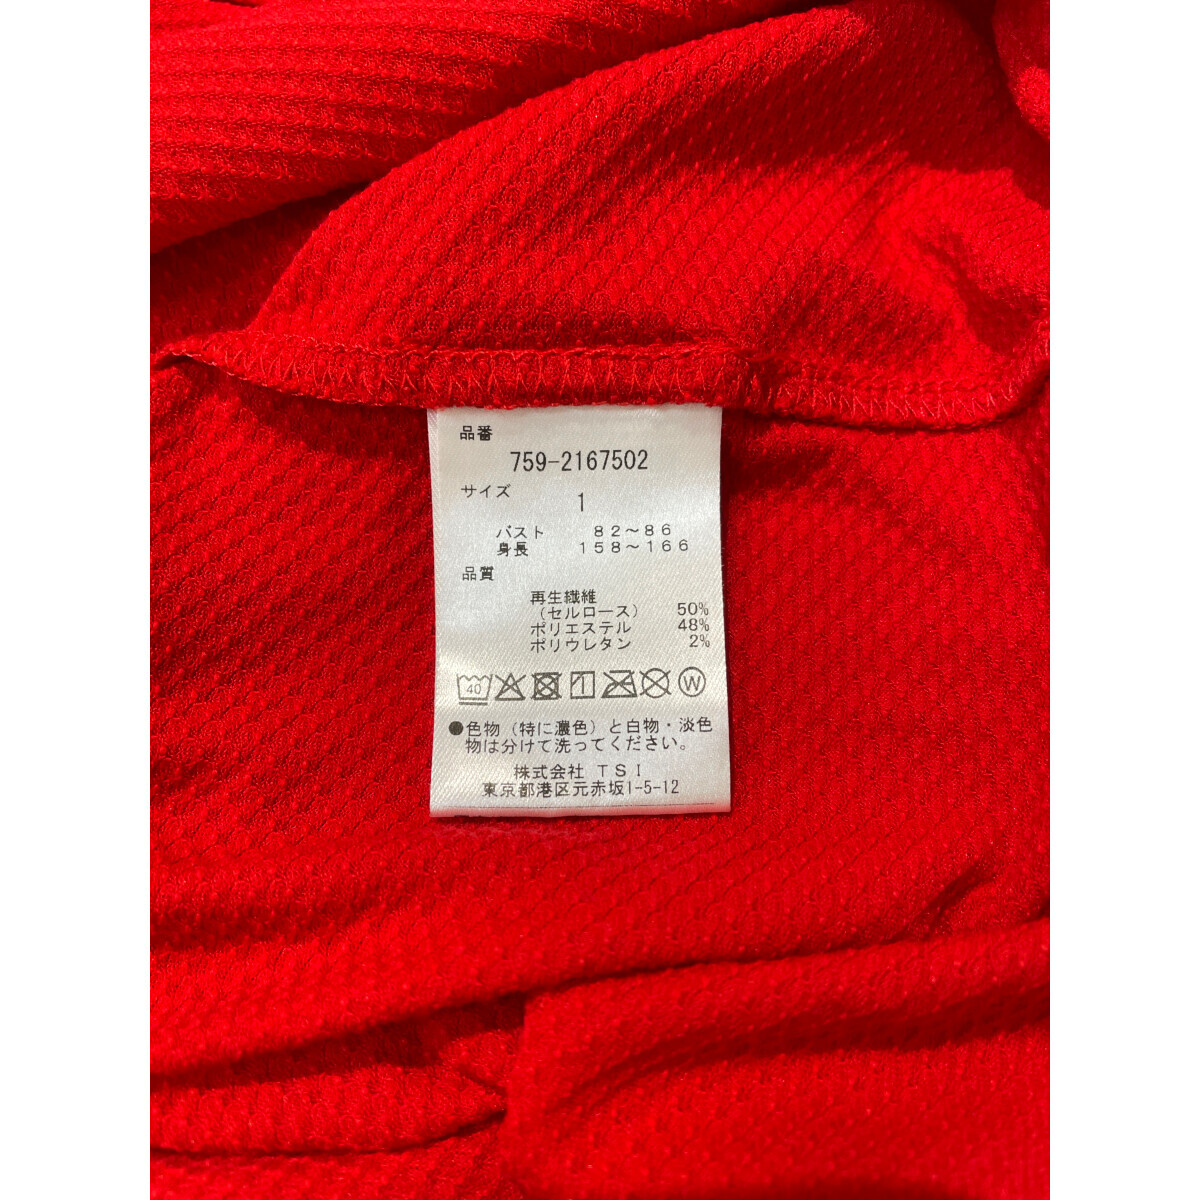 品番
759-2167502
サイズ
1
バスト 82～86
身長 158～166
品質
再生繊維
（セルロース） 50%
ポリエステル 48%
ポリウレタン 2%
40 W
●色物（特に濃色）と白物・淡色
物は分けて洗ってください。
株式会社 TSI
東京都港区元赤坂1-5-12